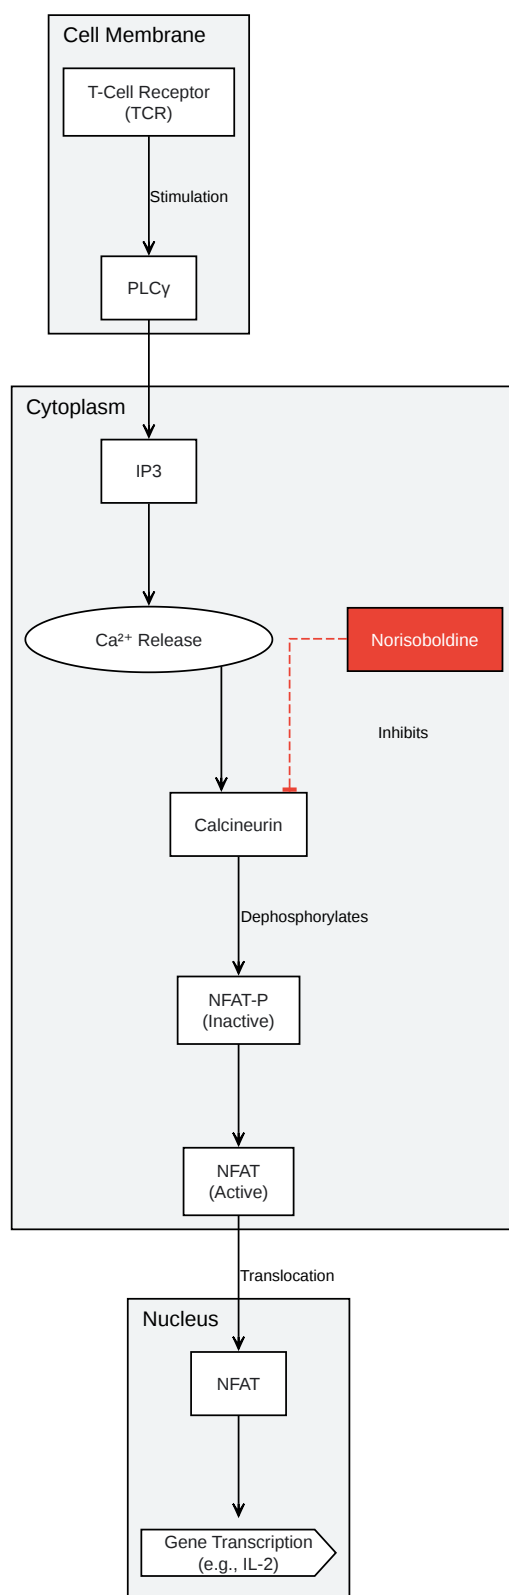 Cell Membrane
T-Cell Receptor
(TCR)
Stimulation
PLCγ
Cytoplasm
IP3
Ca²⁺ Release
Norisoboldine
Inhibits
Calcineurin
Dephosphorylates
NFAT-P
(Inactive)
NFAT
(Active)
Translocation
Nucleus
NFAT
Gene Transcription
(e.g., IL-2)